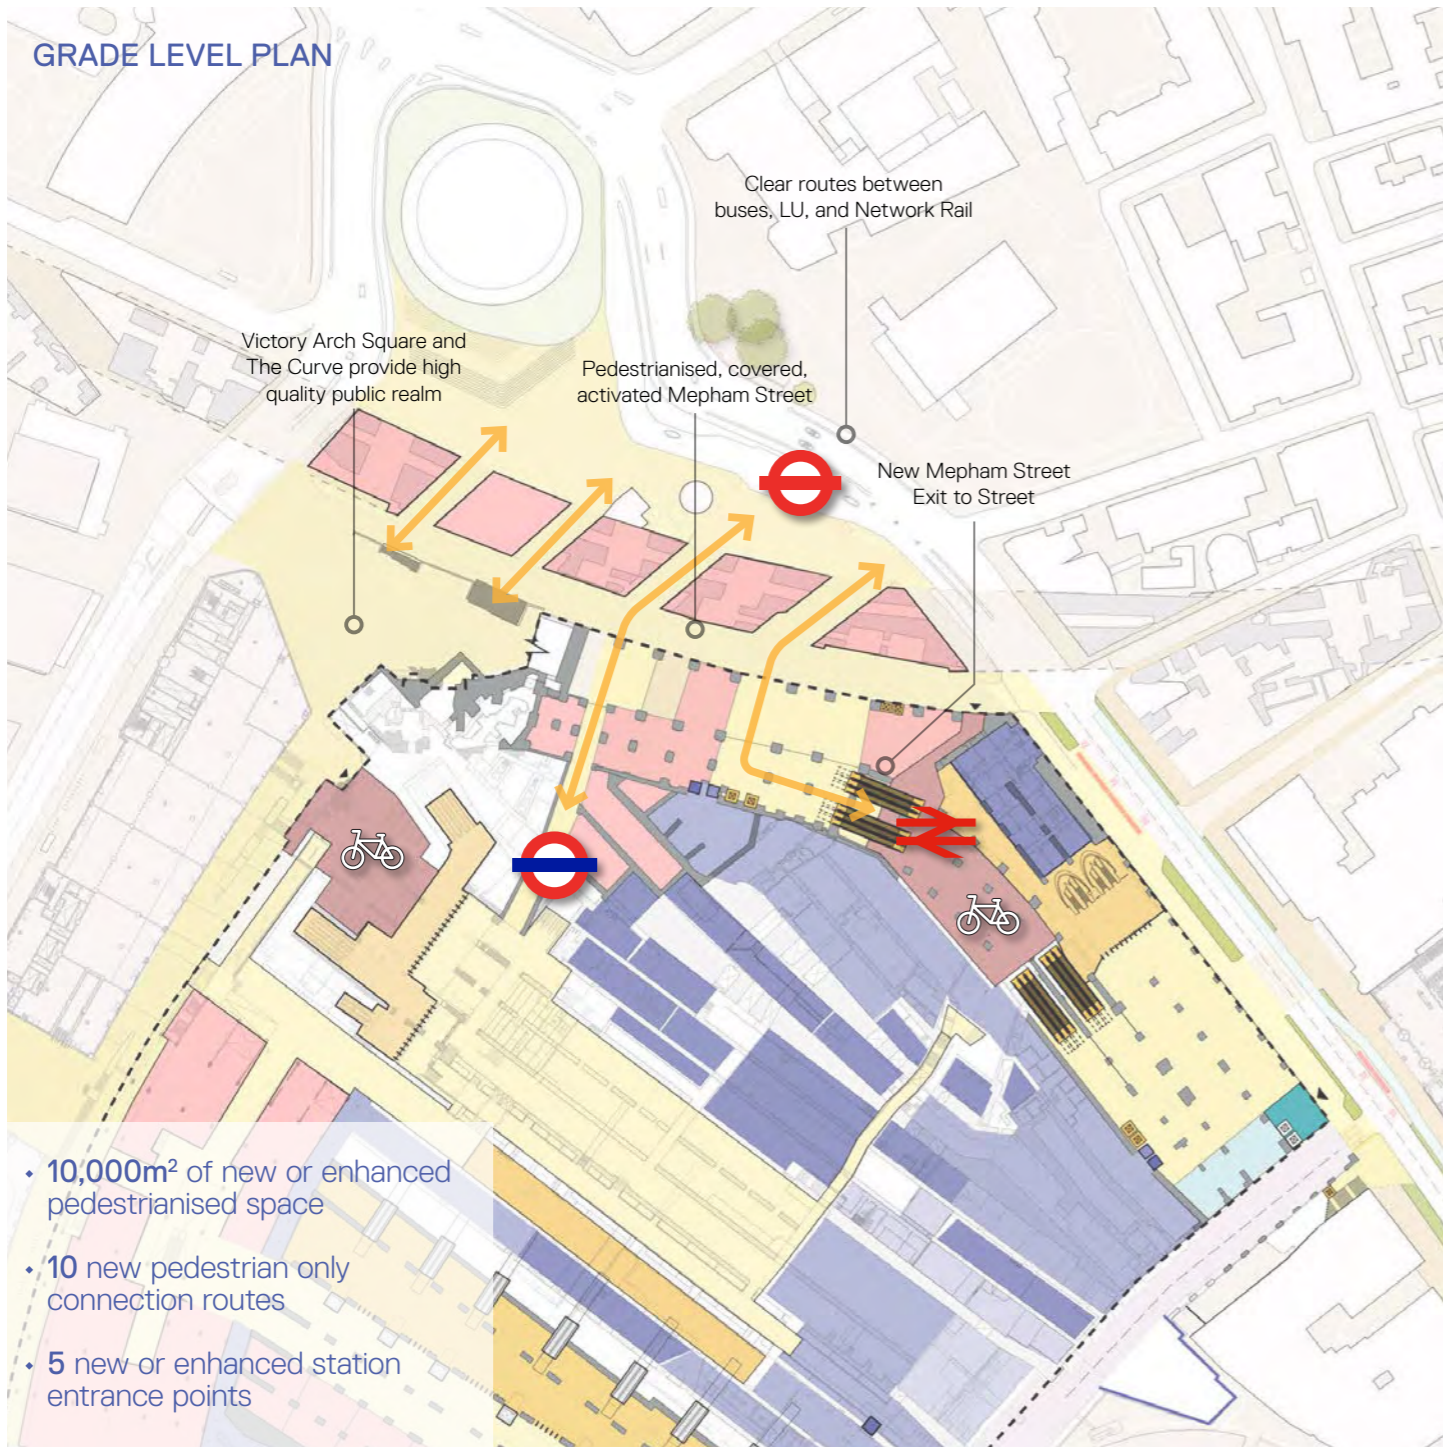 GRADE LEVEL PLAN
Clear routes between
buses, LU, and Network Rail
Victory Arch Square and
The Curve provide high
quality public realm
Pedestrianised, covered,
activated Mepham Street
New Mepham Street
Exit to Street
• 10,000m² of new or enhanced
pedestrianised space
• 10 new pedestrian only
connection routes
• 5 new or enhanced station
entrance points